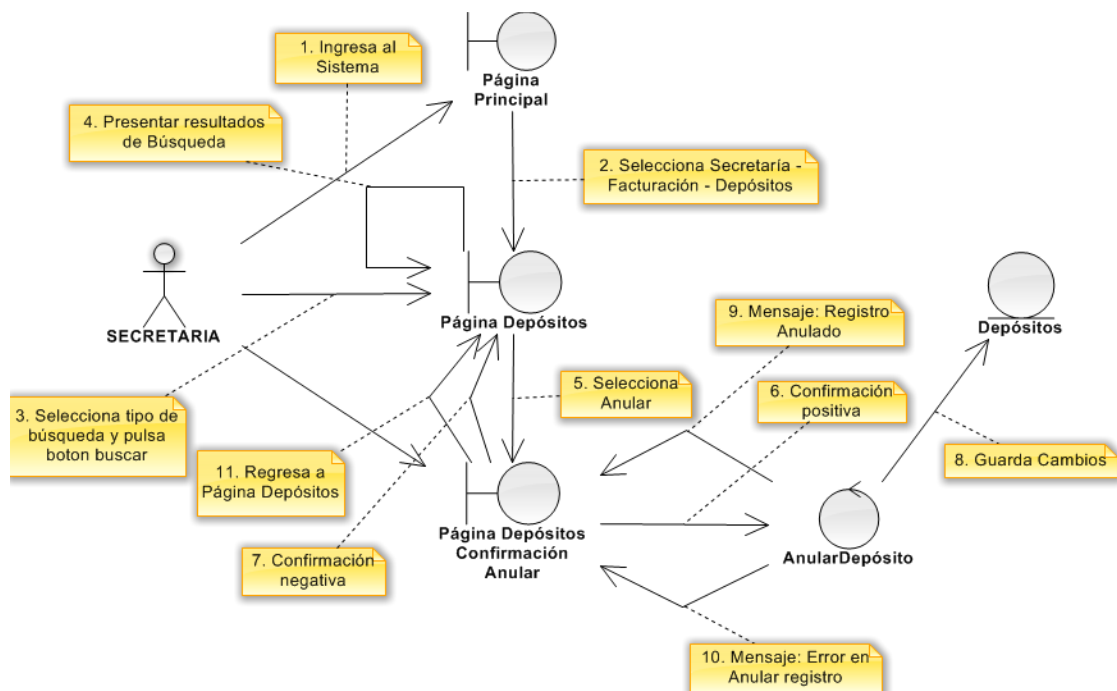 1. Ingresa al
Sistema
Página
Principal
4. Presentar resultados
de Búsqueda
2. Selecciona Secretaría -
Facturación - Depósitos
SECRETARIA
Página Depósitos
9. Mensaje: Registro
Anulado
Depósitos
3. Selecciona tipo de
búsqueda y pulsa
boton buscar
5. Selecciona
Anular
6. Confirmación
positiva
11. Regresa a
Página Depósitos
8. Guarda Cambios
7. Confirmación
negativa
Página Depósitos
Confirmación
Anular
AnularDepósito
10. Mensaje: Error en
Anular registro